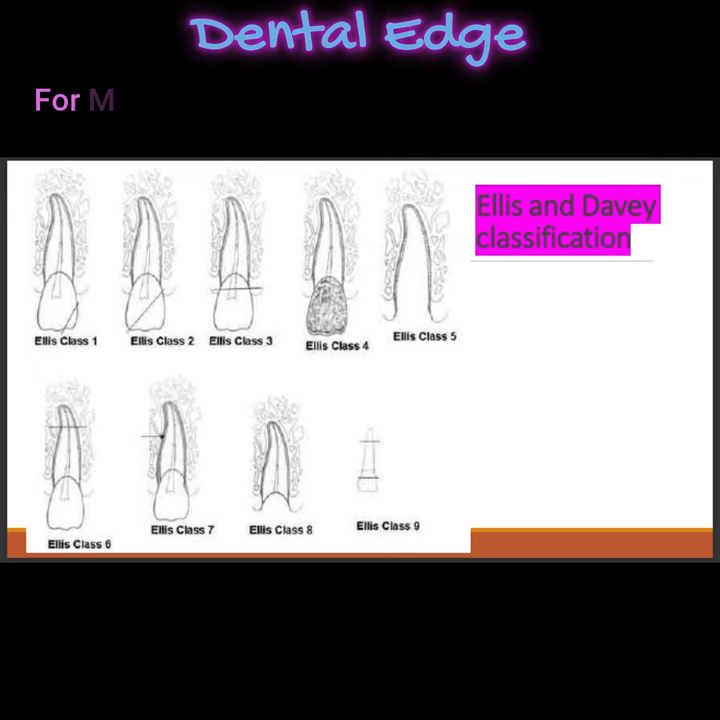 Dental Edge
For M
Ellis and Davey
classification
Ellis Class 1
Ellis Class 2
Ellis Class 3
Ellis Class 4
Ellis Class 5
Ellis Class 6
Ellis Class 7
Ellis Class 8
Ellis Class 9